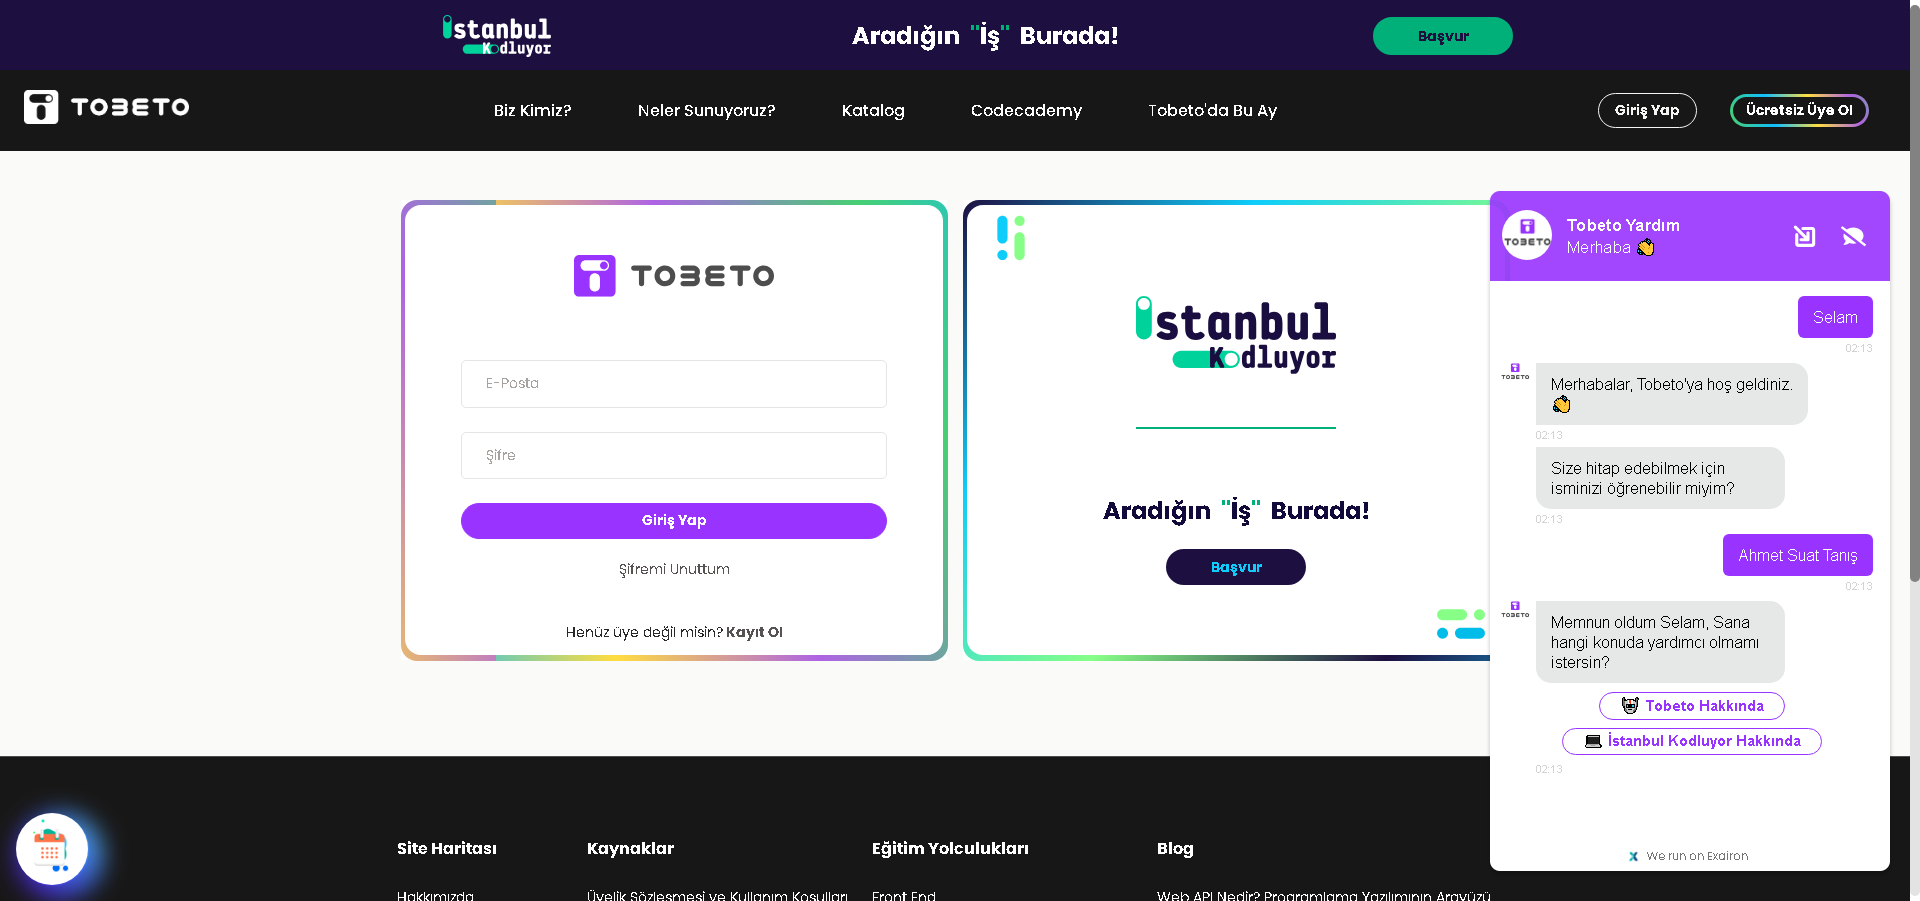 istanbul
Kodluyor
Aradığın "İş" Burada!
Başvur
TOBETO
Biz Kimiz?
Neler Sunuyoruz?
Katalog
Codecademy
Tobeto'da Bu Ay
Giriş Yap
Ücretsiz Üye Ol
TOBETO
E-Posta
Şifre
Giriş Yap
Şifremi Unuttum
Henüz üye değil misin? Kayıt Ol
istanbul
Kodluyor
Aradığın "İş" Burada!
Başvur
TOBETO
Tobeto Yardım
Merhaba
Selam
02:13
TOBETO
Merhabalar, Tobeto'ya hoş geldiniz.
02:13
Size hitap edebilmek için
isminizi öğrenebilir miyim?
02:13
Ahmet Suat Tanış
02:13
TOBETO
Memnun oldum Selam, Sana
hangi konuda yardımcı olmamı
istersin?
Tobeto Hakkında
İstanbul Kodluyor Hakkında
02:13
We run on Exairon
Site Haritası
Kaynaklar
Eğitim Yolculukları
Blog
Hakkımızda
Üyelik Sözleşmesi ve Kullanım Koşulları
Front End
Web API Nedir? Programlama Yazılımının Arayüzü